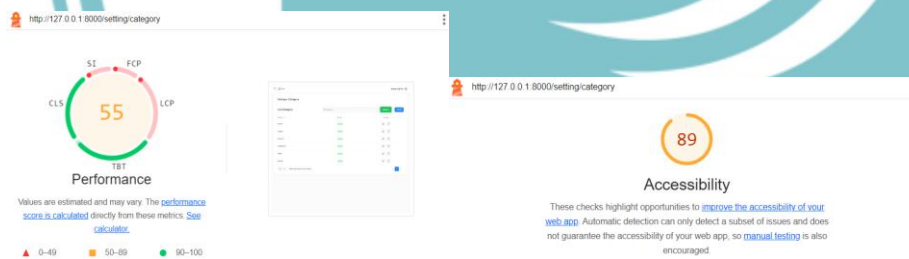 http://127.0.0.1:8000/setting/category
SI FCP
CLS LCP
55
TBT
Performance
Values are estimated and may vary. The performance
score is calculated directly from these metrics. See
calculator.
0–49 50–89 90–100
http://127.0.0.1:8000/setting/category
89
Accessibility
These checks highlight opportunities to improve the accessibility of your
web app. Automatic detection can only detect a subset of issues and does
not guarantee the accessibility of your web app, so manual testing is also
encouraged.